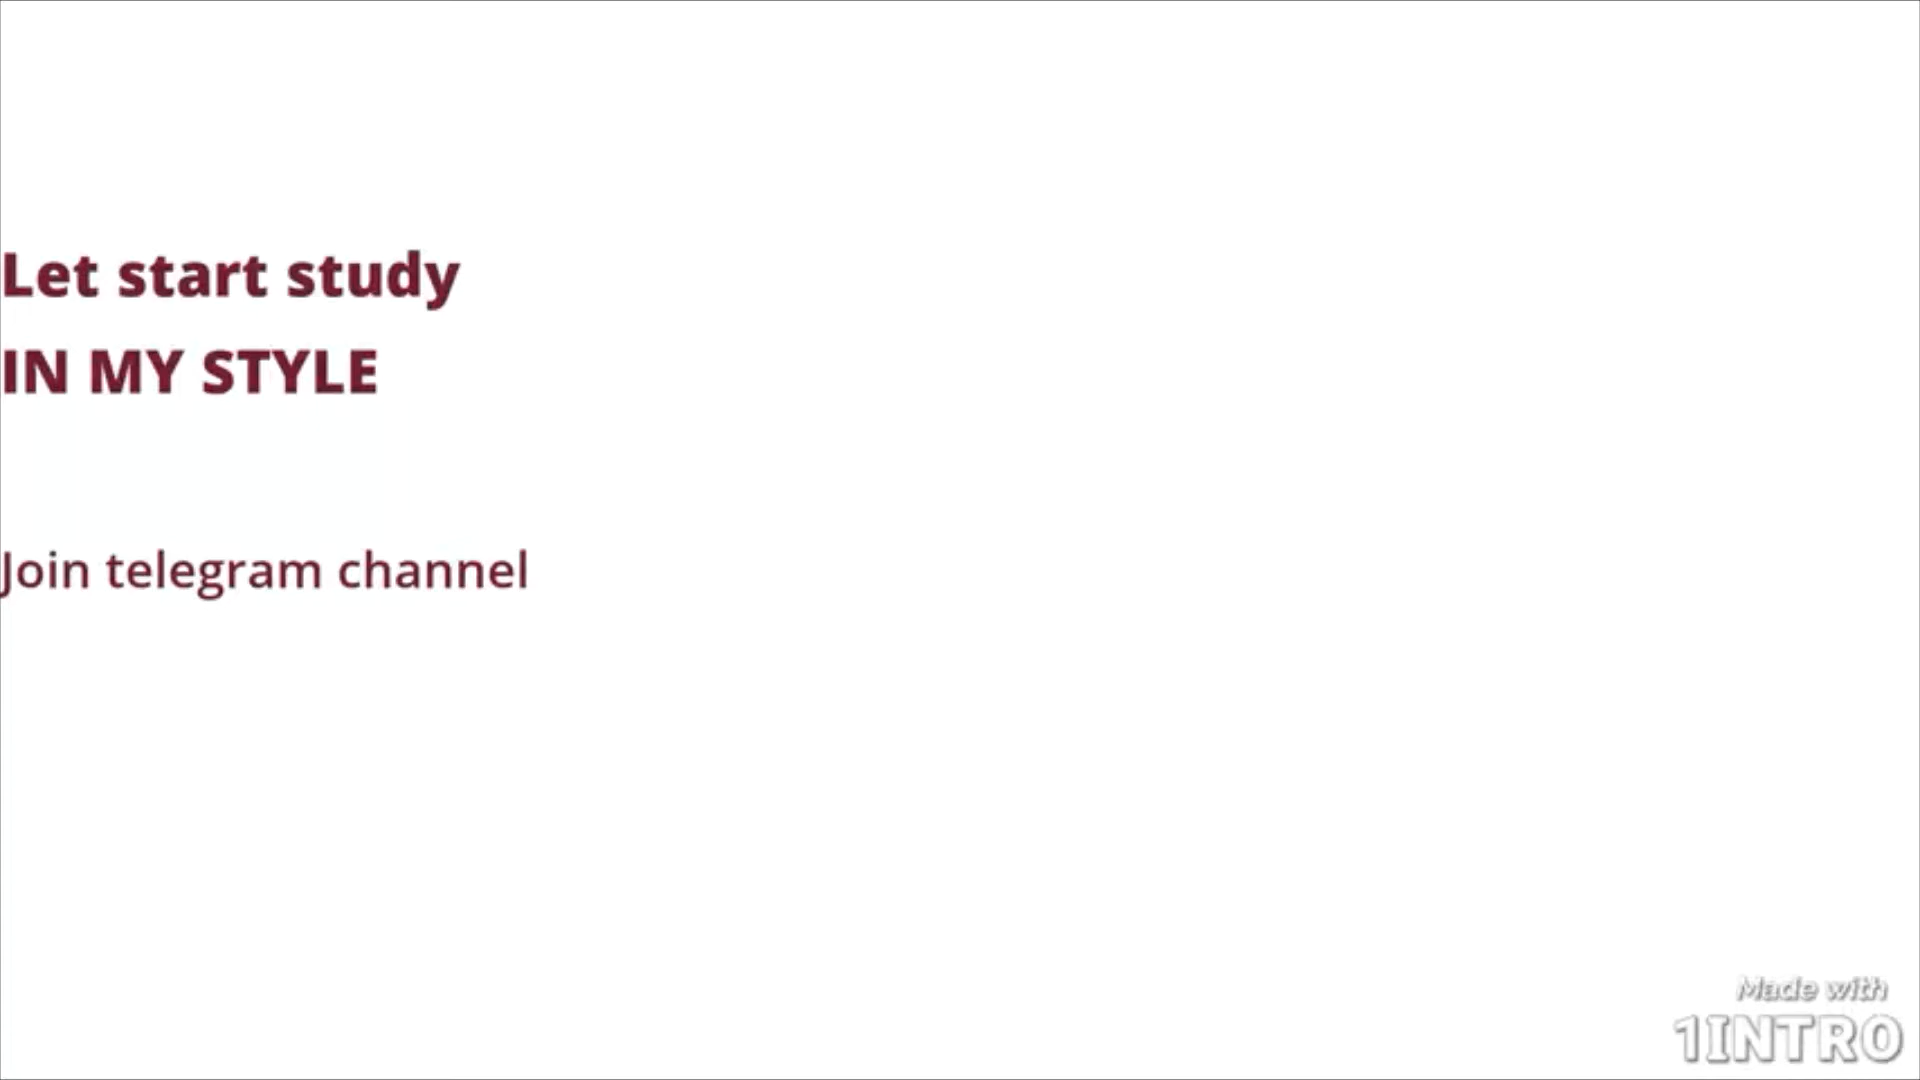 Let start study
IN MY STYLE
Join telegram channel
Made with
1INTRO